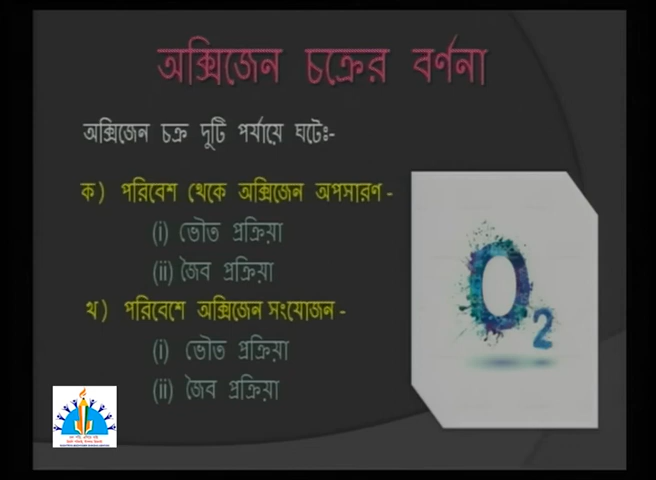 অক্সিজেন চক্রের বর্ণনা
অক্সিজেন চক্র দুটি পর্যায়ে ঘটেঃ-
ক) পরিবেশ থেকে অক্সিজেন অপসারণ -
(i) ভৌত প্রক্রিয়া
(ii) জৈব প্রক্রিয়া
খ) পরিবেশে অক্সিজেন সংযোজন -
(i) ভৌত প্রক্রিয়া
(ii) জৈব প্রক্রিয়া
O2